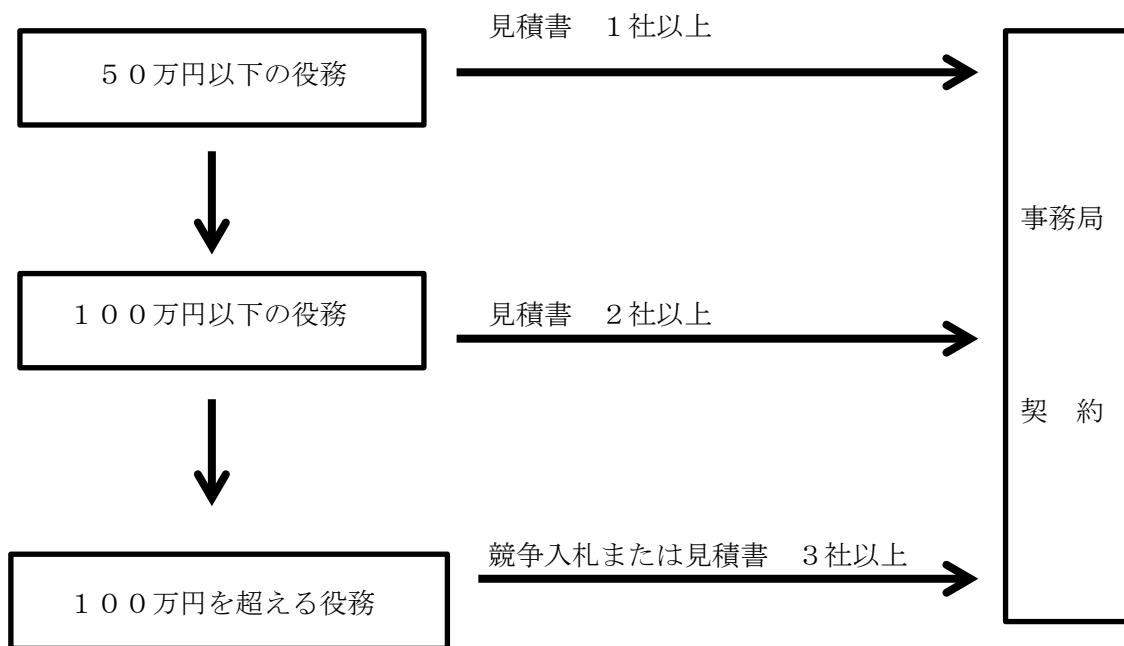 見積書　１社以上
５０万円以下の役務
事務局
１００万円以下の役務
見積書　２社以上
契　約
競争入札または見積書　３社以上
１００万円を超える役務